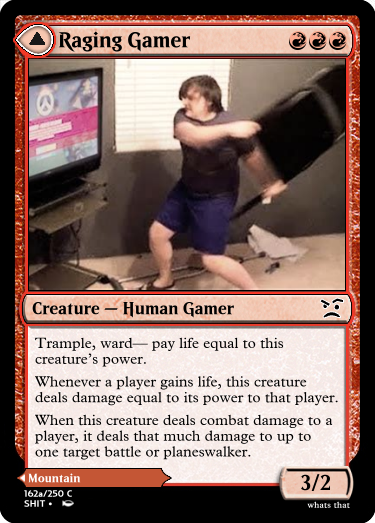 Raging Gamer
Creature — Human Gamer
Trample, ward— pay life equal to this
creature's power.
Whenever a player gains life, this creature
deals damage equal to its power to that player.
When this creature deals combat damage to a
player, it deals that much damage to up to
one target battle or planeswalker.
Mountain
3/2
162a/250 C
SHIT •
whats that